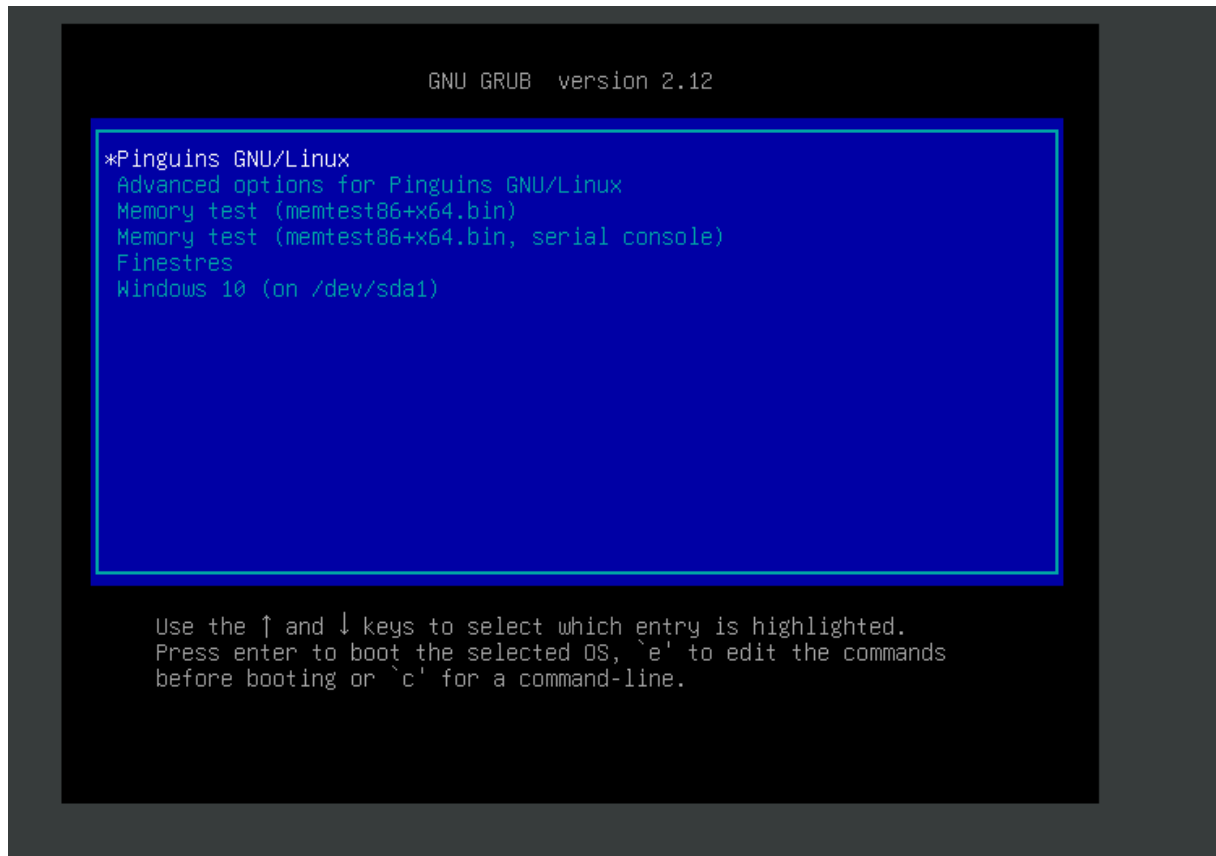 GNU GRUB  version 2.12
*Pinguins GNU/Linux
Advanced options for Pinguins GNU/Linux
Memory test (memtest86+x64.bin)
Memory test (memtest86+x64.bin, serial console)
Finestres
Windows 10 (on /dev/sda1)
Use the ↑ and ↓ keys to select which entry is highlighted.
Press enter to boot the selected OS, `e' to edit the commands
before booting or `c' for a command-line.